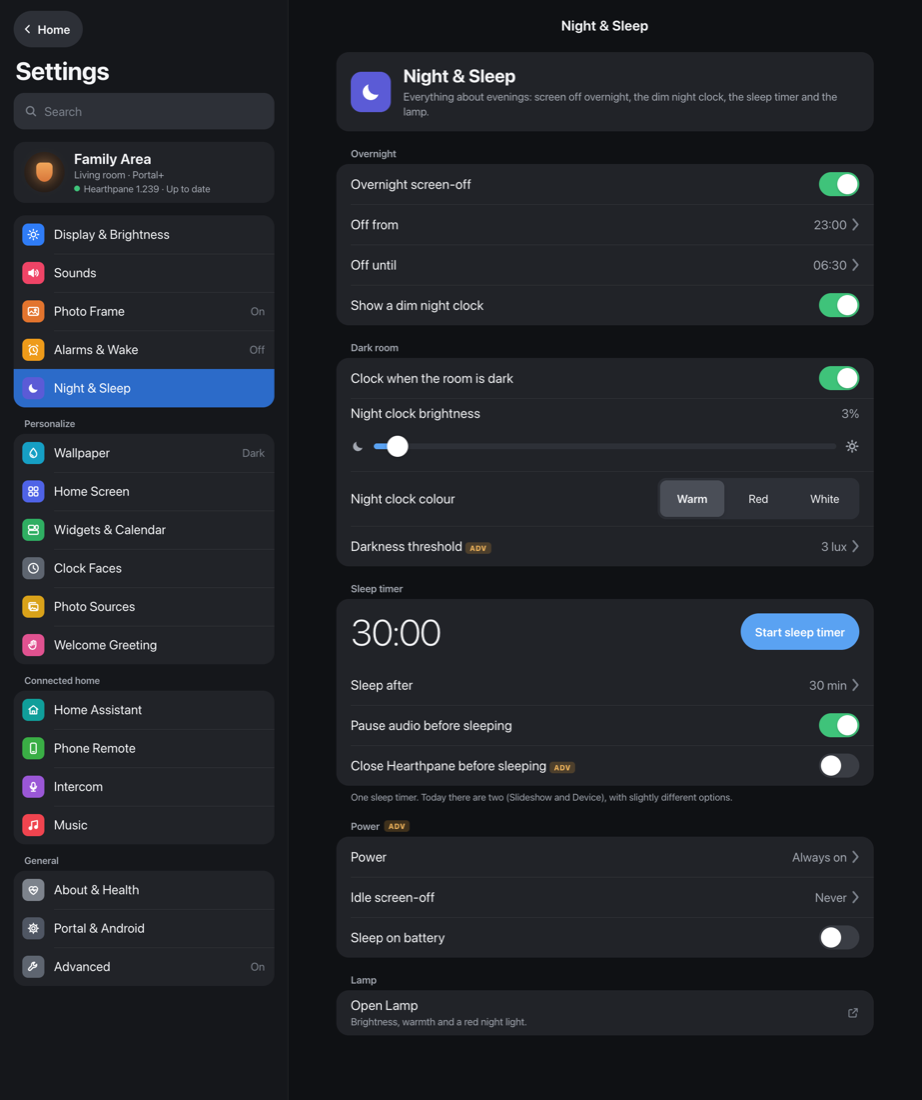 Home
Settings
Search
Family Area
Living room · Portal+
Hearthpane 1.239 · Up to date
Display & Brightness
Sounds
Photo Frame On
Alarms & Wake Off
Night & Sleep
Personalize
Wallpaper Dark
Home Screen
Widgets & Calendar
Clock Faces
Photo Sources
Welcome Greeting
Connected home
Home Assistant
Phone Remote
Intercom
Music
General
About & Health
Portal & Android
Advanced On
Night & Sleep
Night & Sleep
Everything about evenings: screen off overnight, the dim night clock, the sleep timer and the
lamp.
Overnight
Overnight screen-off
Off from 23:00
Off until 06:30
Show a dim night clock
Dark room
Clock when the room is dark
Night clock brightness 3%
Night clock colour Warm Red White
Darkness threshold ADV 3 lux
Sleep timer
30:00 Start sleep timer
Sleep after 30 min
Pause audio before sleeping
Close Hearthpane before sleeping ADV
One sleep timer. Today there are two (Slideshow and Device), with slightly different options.
Power ADV
Power Always on
Idle screen-off Never
Sleep on battery
Lamp
Open Lamp
Brightness, warmth and a red night light.